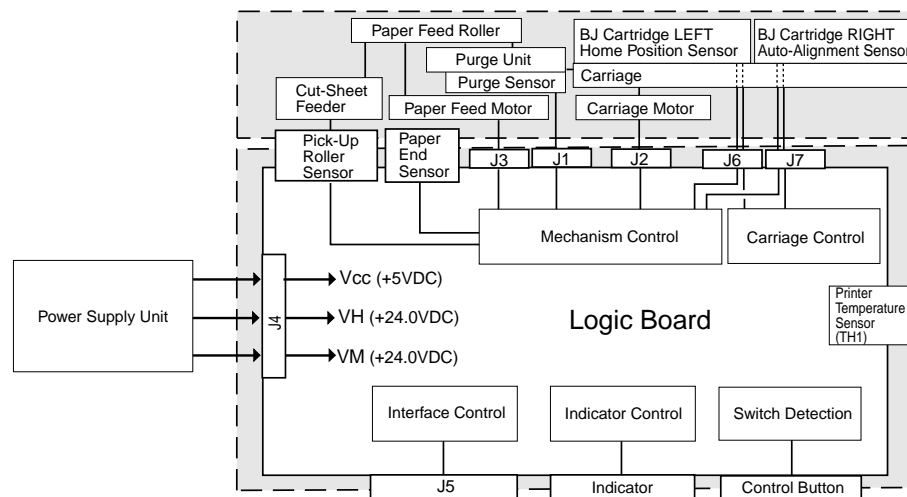 Paper Feed Roller
BJ Cartridge LEFT
Home Position Sensor
BJ Cartridge RIGHT
Auto-Alignment Sensor
Purge Unit
Purge Sensor
Carriage
Cut-Sheet
Feeder
Paper Feed Motor
Carriage Motor
Pick-Up
Roller
Sensor
Paper
End
Sensor
J3
J1
J2
J6
J7
Mechanism Control
Carriage Control
Power Supply Unit
J4
Vcc (+5VDC)
VH (+24.0VDC)
VM (+24.0VDC)
Logic Board
Printer
Temperature
Sensor
(TH1)
Interface Control
Indicator Control
Switch Detection
J5
Indicator
Control Button